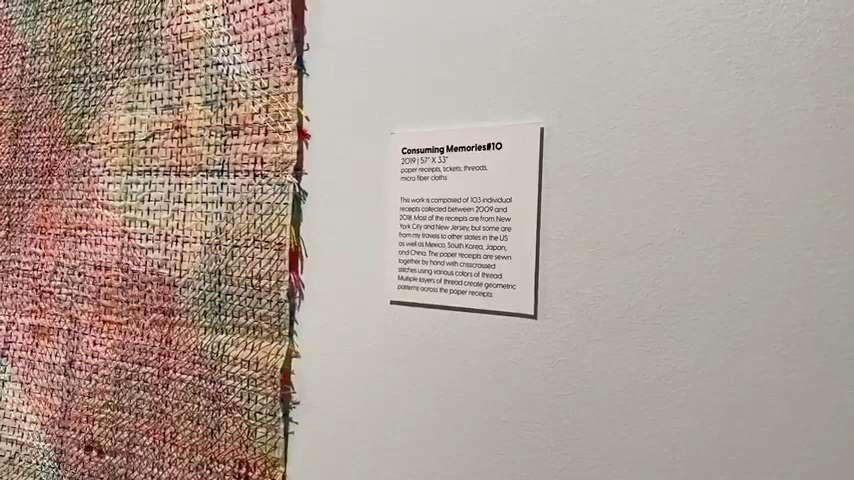 Consuming Memories#10
2019 | 57" X 33"
paper receipts, tickets, threads,
micro fiber cloths
This work is composed of 103 individual
receipts collected between 2009 and
2018. Most of the receipts are from New
York City and New Jersey, but some are
from my travels to other states in the US
as well as Mexico, South Korea, Japan,
and China. The paper receipts are sewn
together by hand with crisscrossed
stitches using various colors of thread.
Multiple layers of thread create geometric
patterns across the paper receipts.